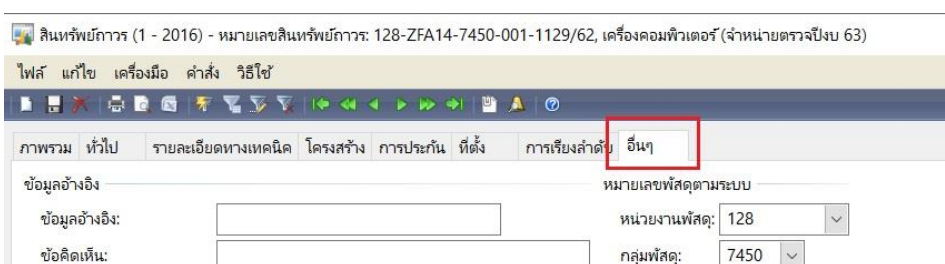 สินทรัพย์ถาวร (1 - 2016) - หมายเลขสินทรัพย์ถาวร: 128-ZFA14-7450-001-1129/62, เครื่องคอมพิวเตอร์ (จำหน่ายตรวจปีงบ 63)
ไฟล์ แก้ไข เครื่องมือ คำสั่ง วิธีใช้
ภาพรวม ทั่วไป รายละเอียดทางเทคนิค โครงสร้าง การประกัน ที่ตั้ง การเรียงลำดับ อื่นๆ
ข้อมูลอ้างอิง หมายเลขพัสดุตามระบบ
ข้อมูลอ้างอิง: หน่วยงานพัสดุ: 128
ข้อคิดเห็น: กลุ่มพัสดุ: 7450